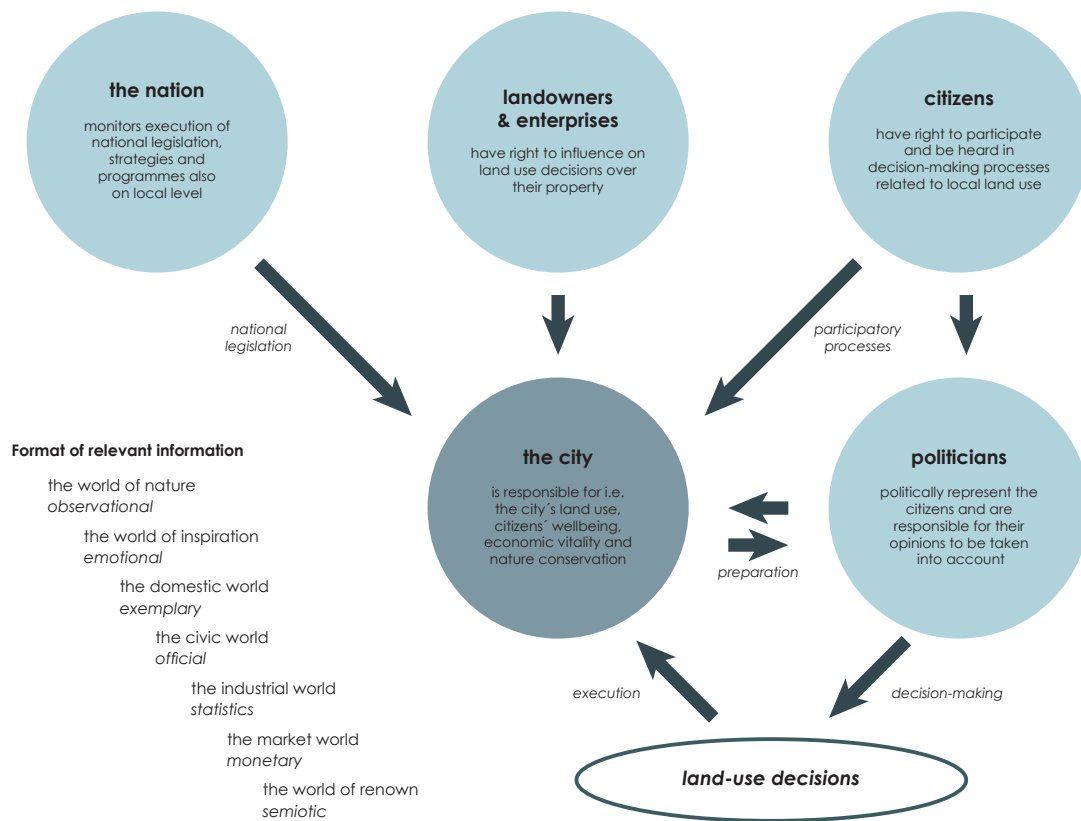 the nation
monitors execution of
national legislation,
strategies and
programmes also
on local level
landowners
& enterprises
have right to influence on
land use decisions over
their property
citizens
have right to participate
and be heard in
decision-making processes
related to local land use
national
legislation
participatory
processes
the city
is responsible for i.e.
the city´s land use,
citizens´ wellbeing,
economic vitality and
nature conservation
politicians
politically represent the
citizens and are
responsible for their
opinions to be taken
into account
preparation
execution
decision-making
land-use decisions
Format of relevant information
the world of nature
observational
the world of inspiration
emotional
the domestic world
exemplary
the civic world
official
the industrial world
statistics
the market world
monetary
the world of renown
semiotic